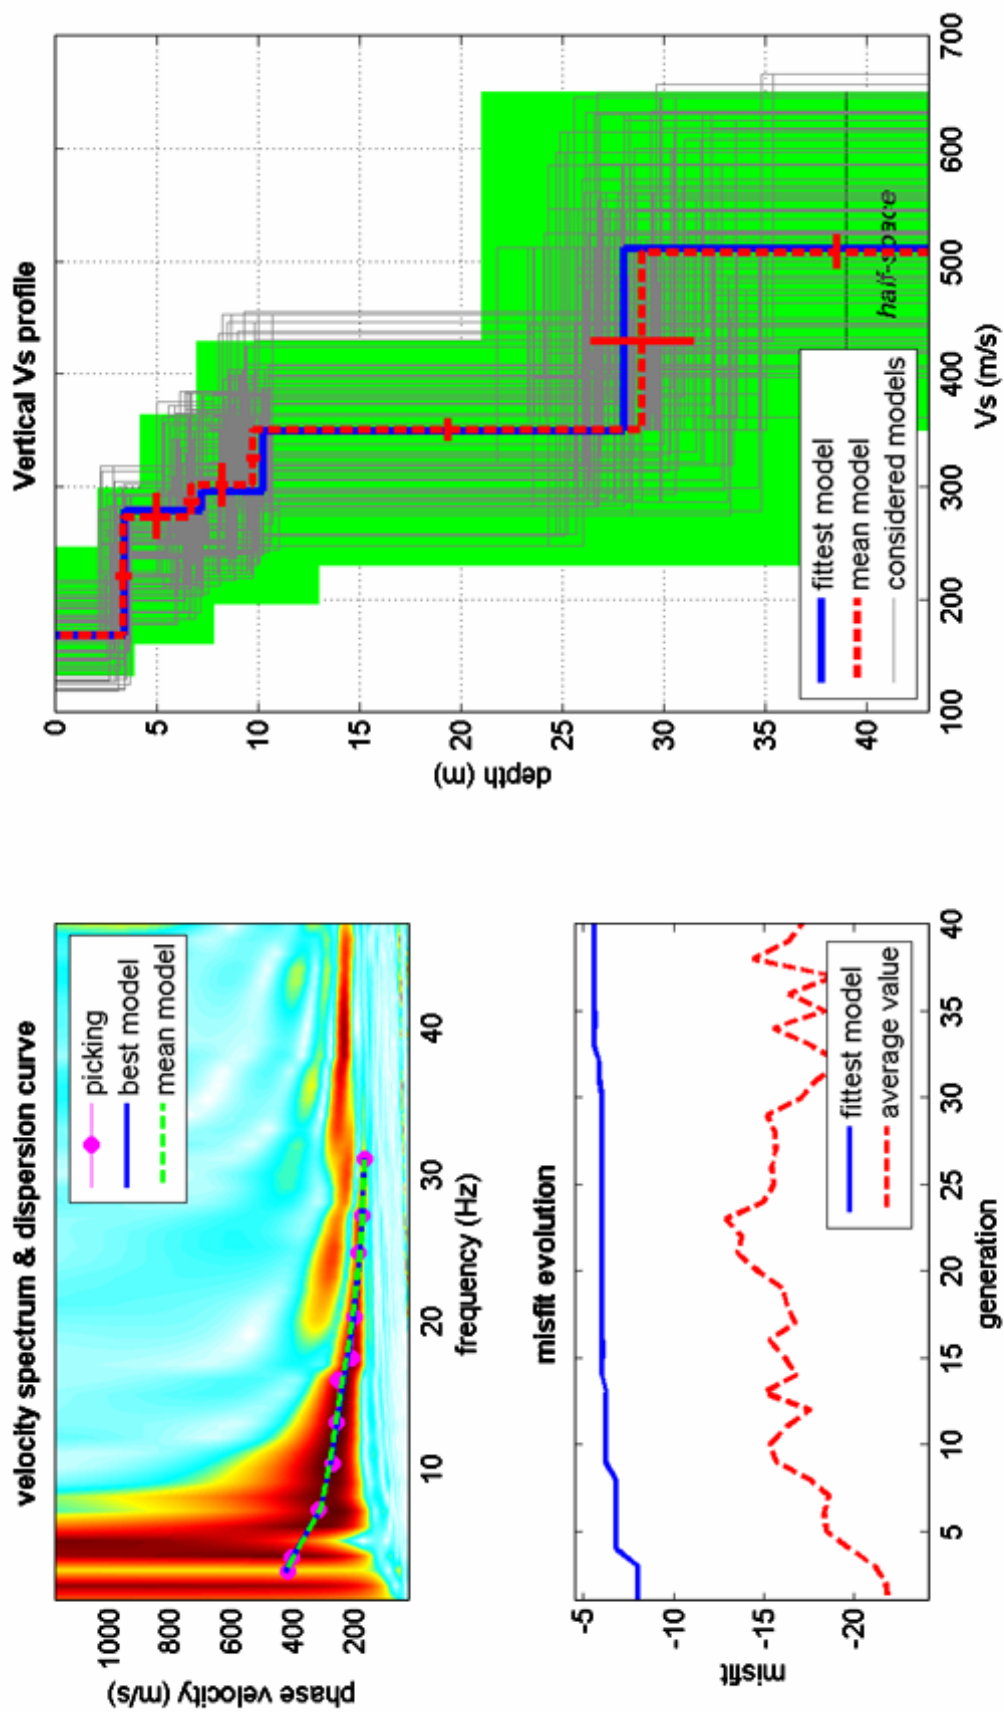 velocity spectrum & dispersion curve
picking
best model
mean model
1000
800
600
400
200
phase velocity (m/s)
10
20
30
40
frequency (Hz)
misfit evolution
-5
-10
-15
-20
misfit
5
10
15
20
25
30
35
40
generation
fittest model
average value
Vertical Vs profile
0
5
10
15
20
25
30
35
40
depth (m)
100
200
300
400
500
600
700
Vs (m/s)
half-space
fittest model
mean model
considered models